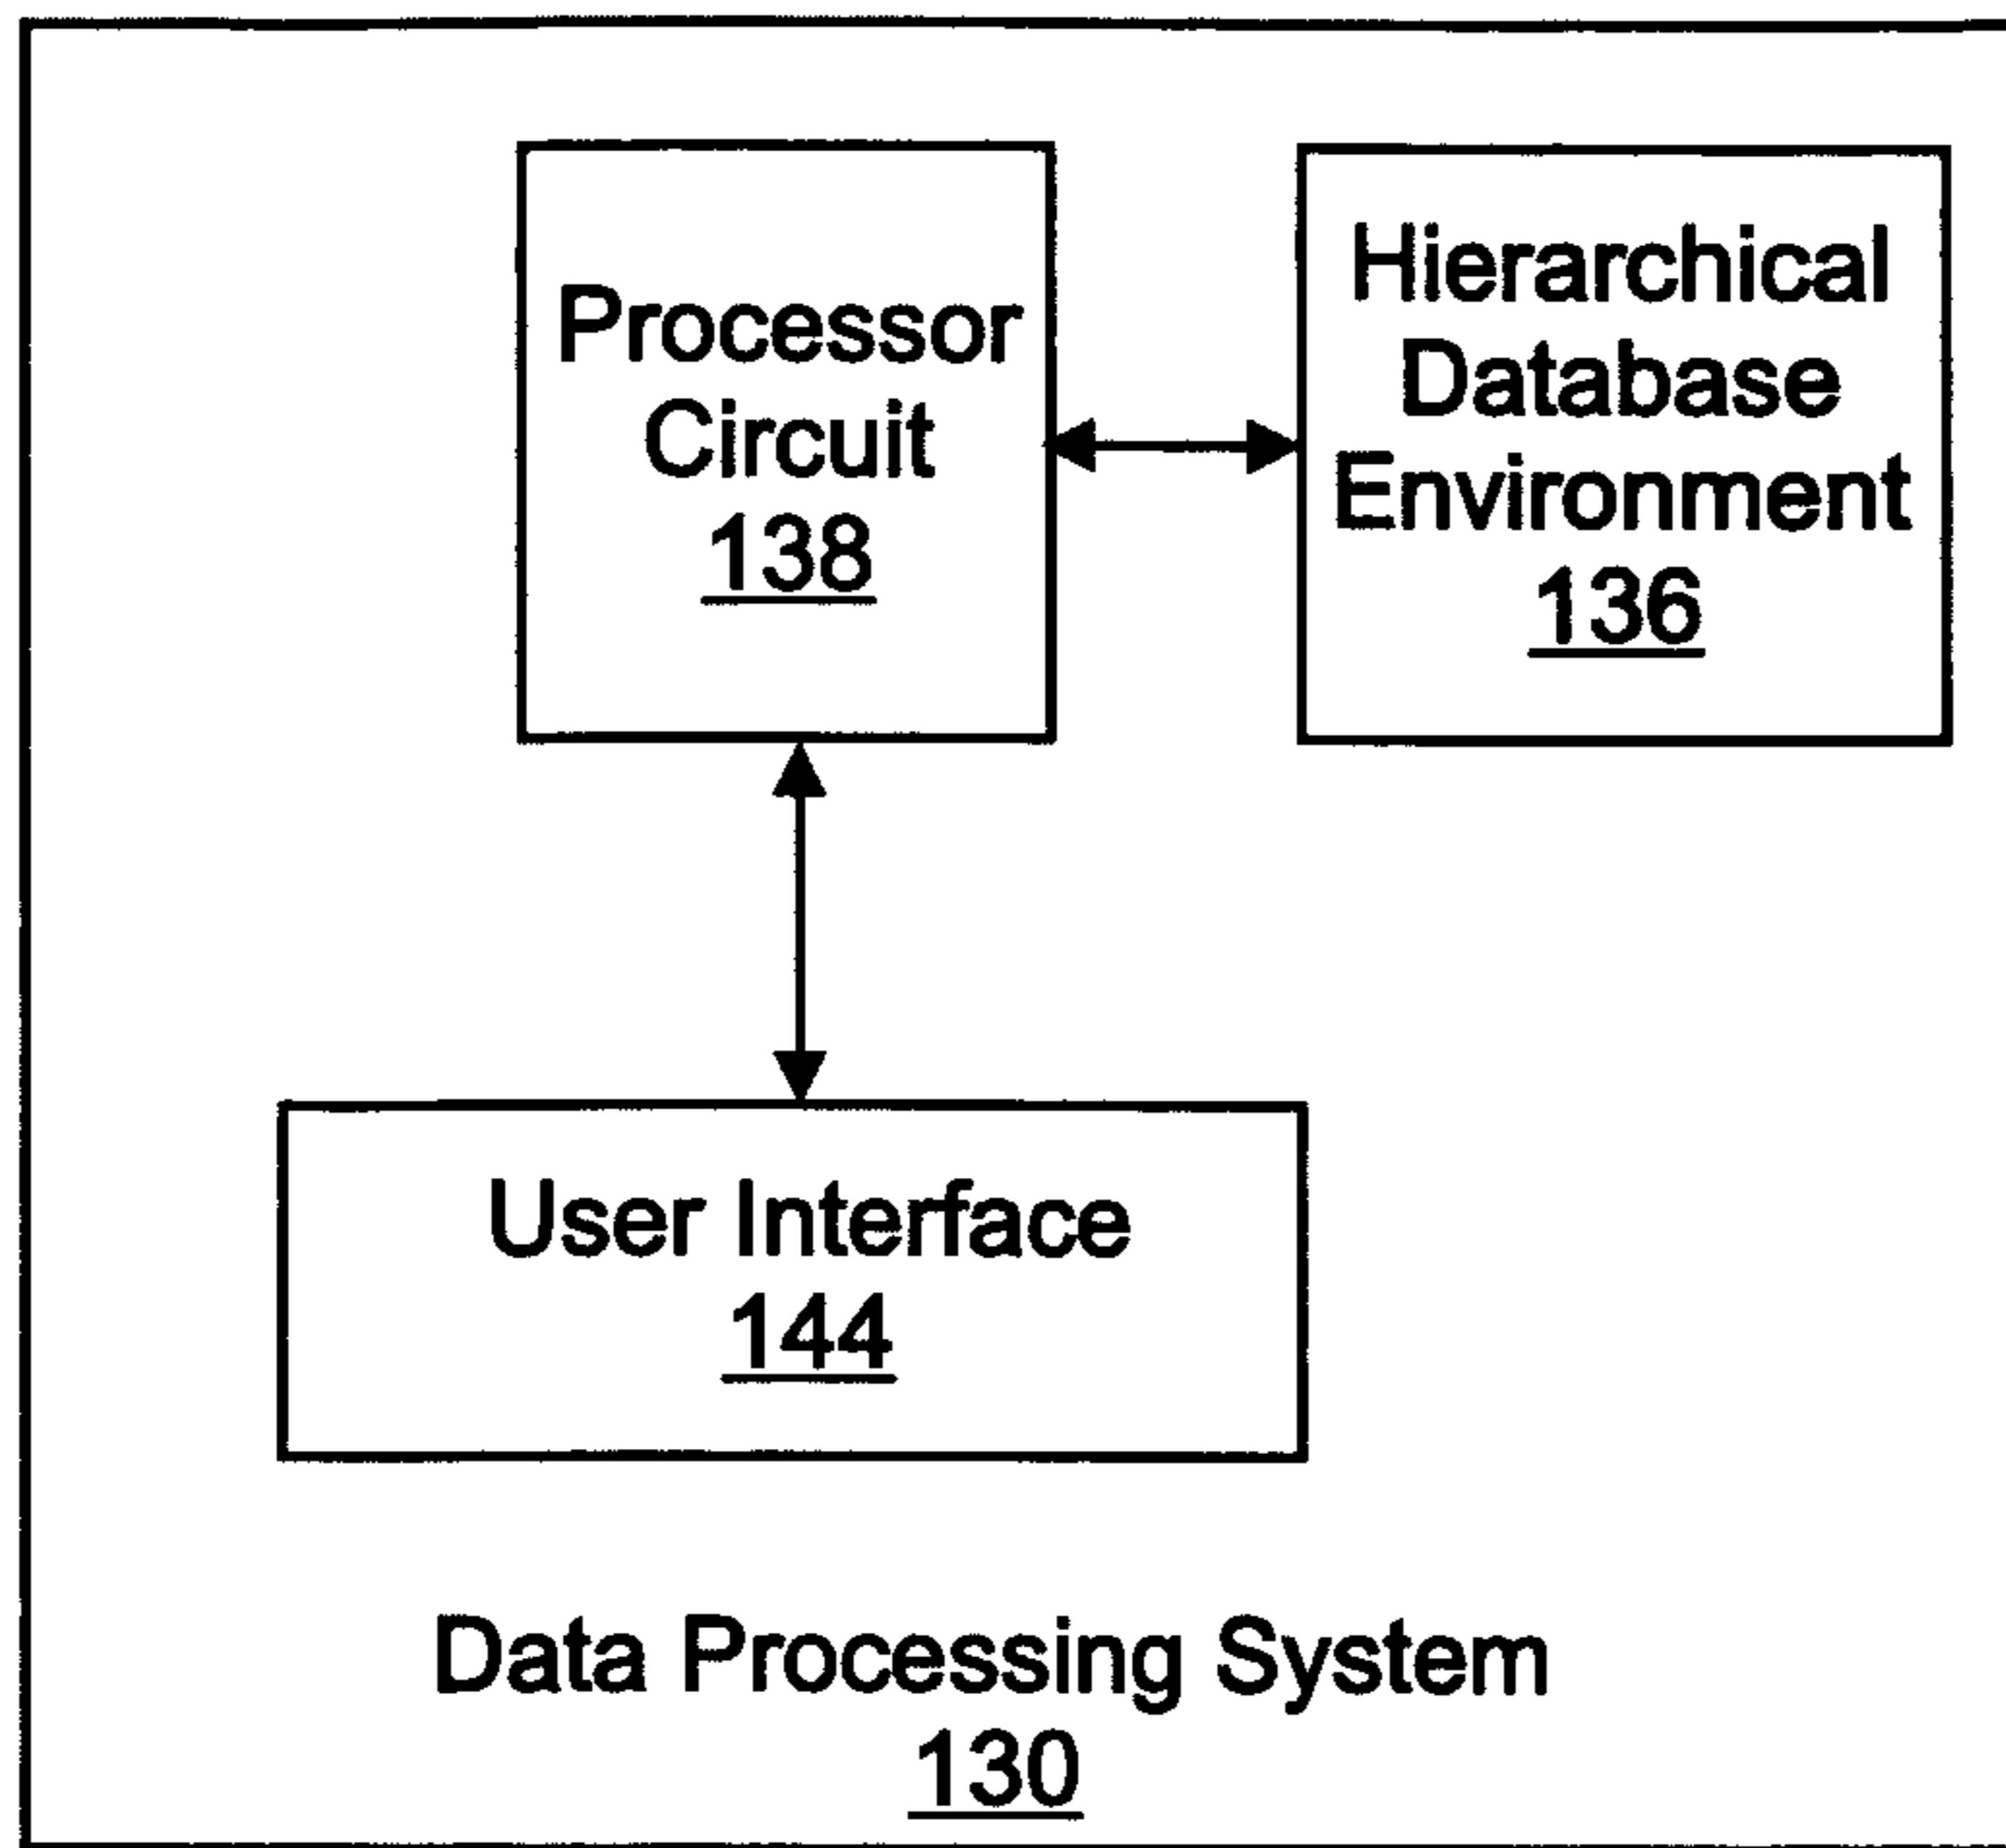 Processor
Circuit
138
Hierarchical
Database
Environment
136
User Interface
144
Data Processing System
130